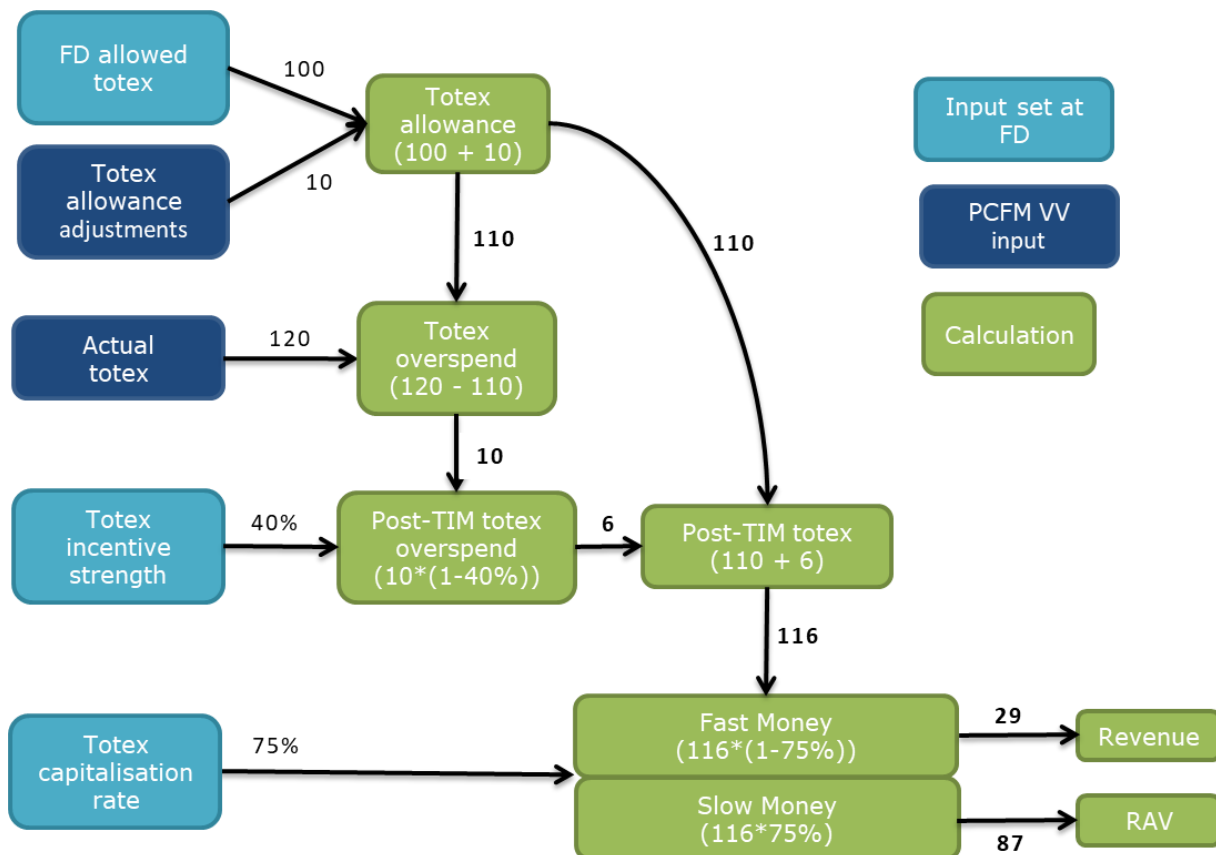 FD allowed
totex
100
Totex
allowance
(100 + 10)
Input set at
FD
Totex
allowance
adjustments
10
PCFM VV
input
110
110
Actual
totex
120
Totex
overspend
(120 - 110)
Calculation
10
Totex
incentive
strength
40%
Post-TIM totex
overspend
(10*(1-40%))
6
Post-TIM totex
(110 + 6)
116
Totex
capitalisation
rate
75%
Fast Money
(116*(1-75%))
29
Revenue
Slow Money
(116*75%)
87
RAV